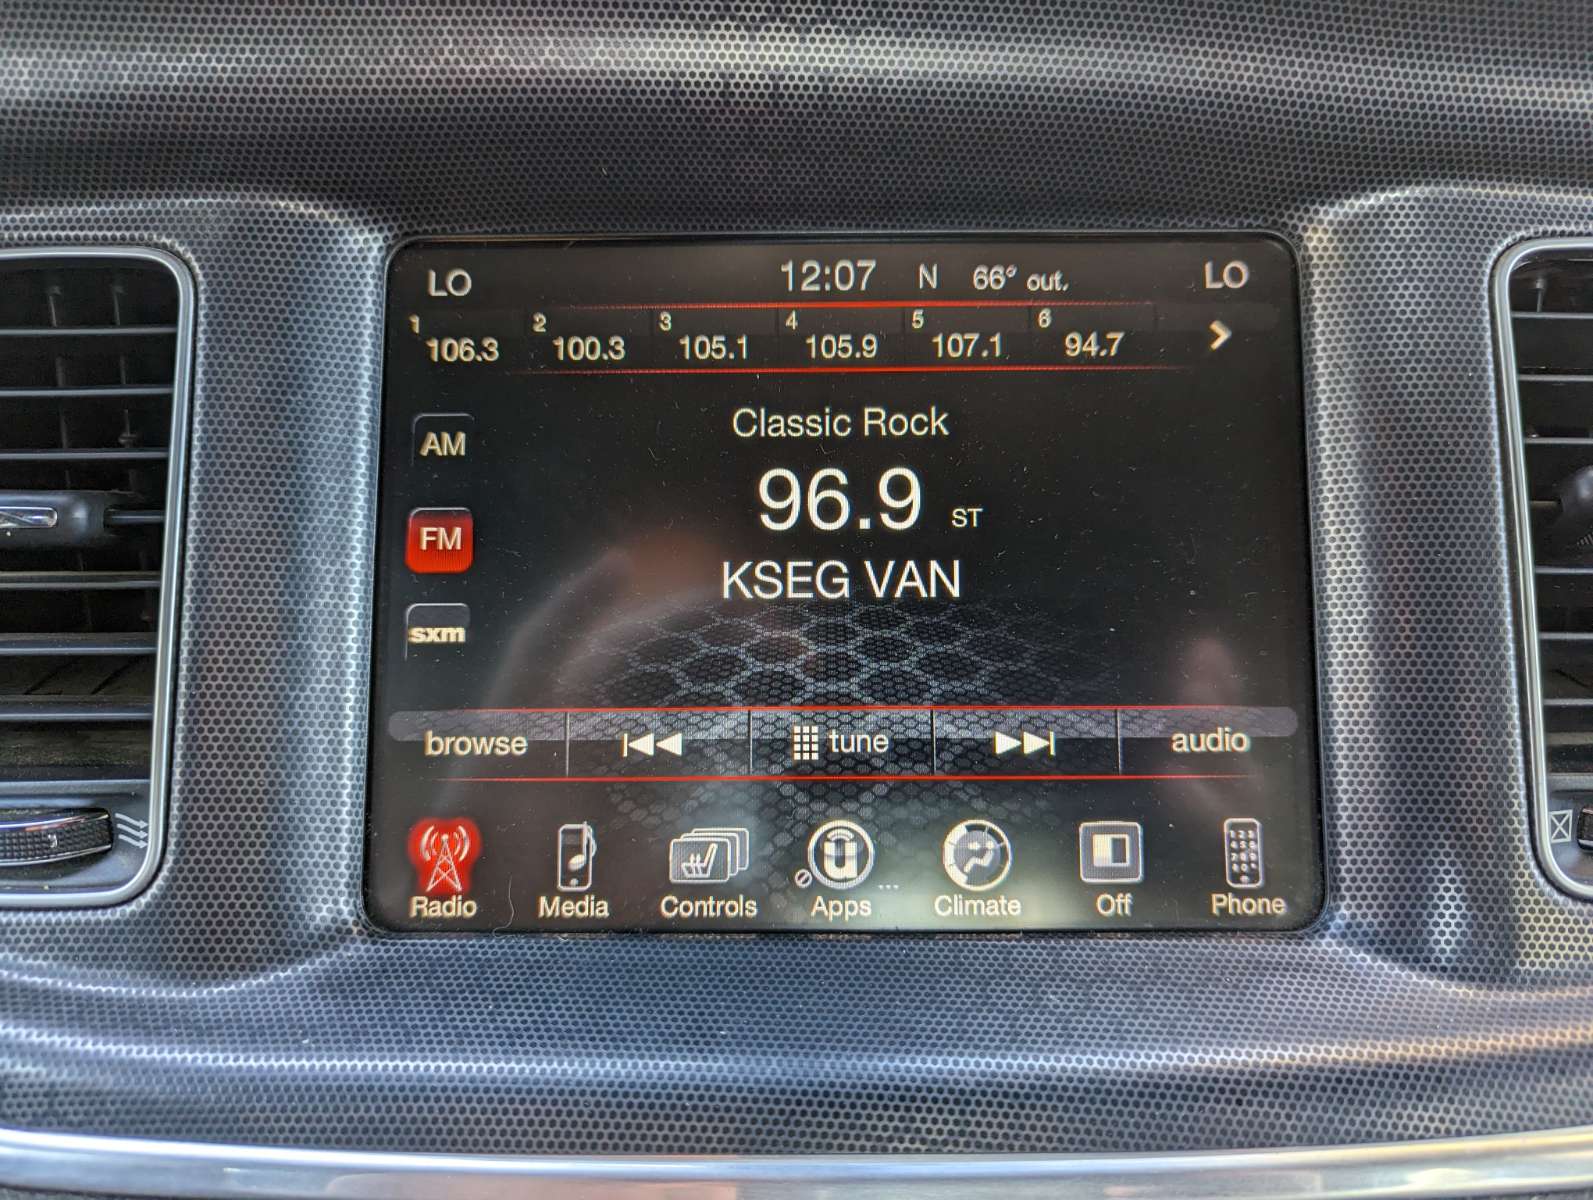 LO 12:07 N 66° out. LO
1 106.3 2 100.3 3 105.1 4 105.9 5 107.1 6 94.7
Classic Rock
AM
96.9 ST
FM
KSEG VAN
sxm
browse tune audio
Radio Media Controls Apps Climate Off Phone